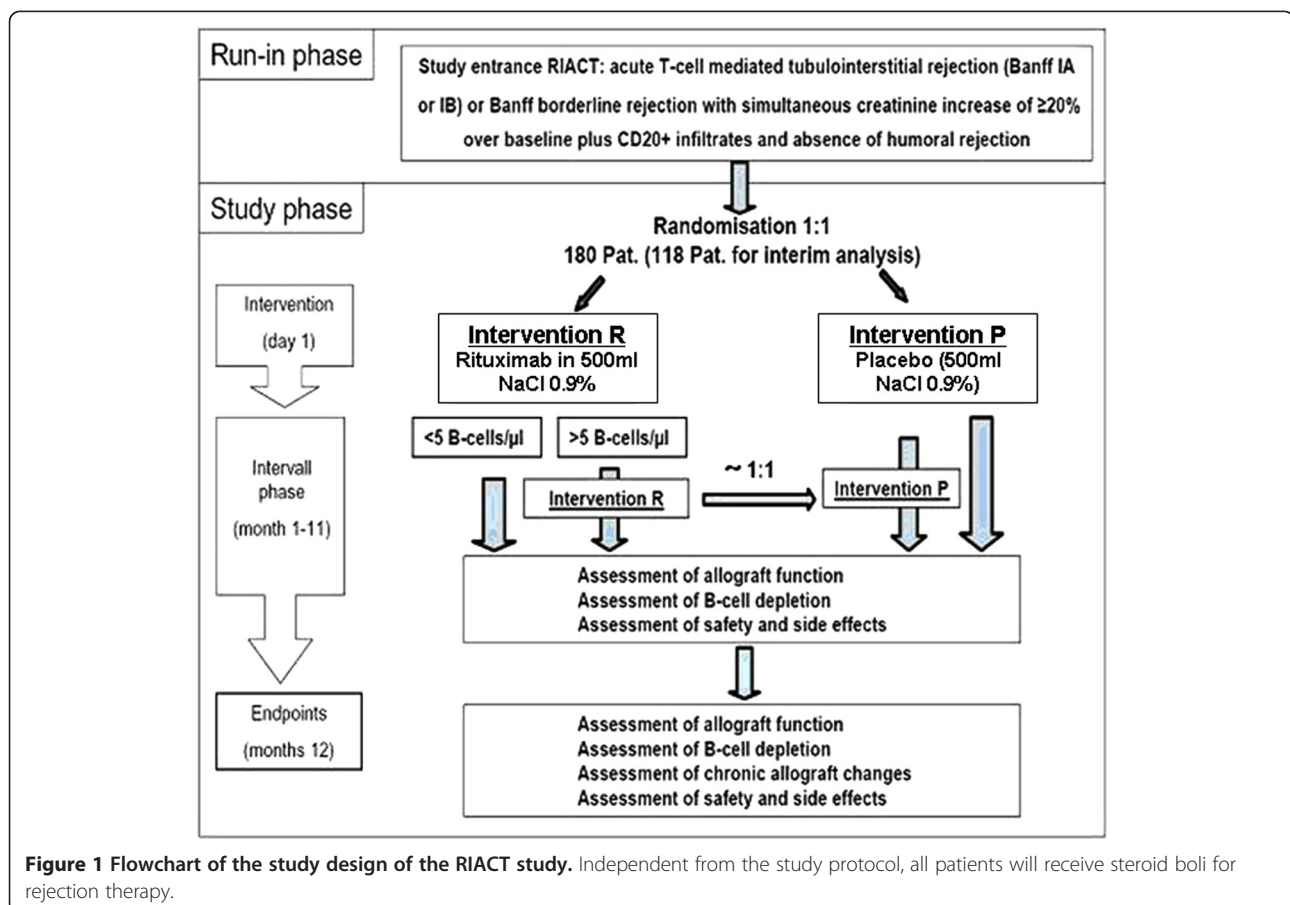 Run-in phase
Study entrance RIACT: acute T-cell mediated tubulointerstitial rejection (Banff IA
or IB) or Banff borderline rejection with simultaneous creatinine increase of ≥20%
over baseline plus CD20+ infiltrates and absence of humoral rejection
Study phase
Randomisation 1:1
180 Pat. (118 Pat. for interim analysis)
Intervention
(day 1)
Intervention R
Rituximab in 500ml
NaCl 0.9%
Intervention P
Placebo (500ml
NaCl 0.9%)
<5 B-cells/µl
>5 B-cells/µl
Intervall
phase
(month 1-11)
Intervention R
~ 1:1
Intervention P
Assessment of allograft function
Assessment of B-cell depletion
Assessment of safety and side effects
Endpoints
(months 12)
Assessment of allograft function
Assessment of B-cell depletion
Assessment of chronic allograft changes
Assessment of safety and side effects
Figure 1 Flowchart of the study design of the RIACT study. Independent from the study protocol, all patients will receive steroid boli for
rejection therapy.